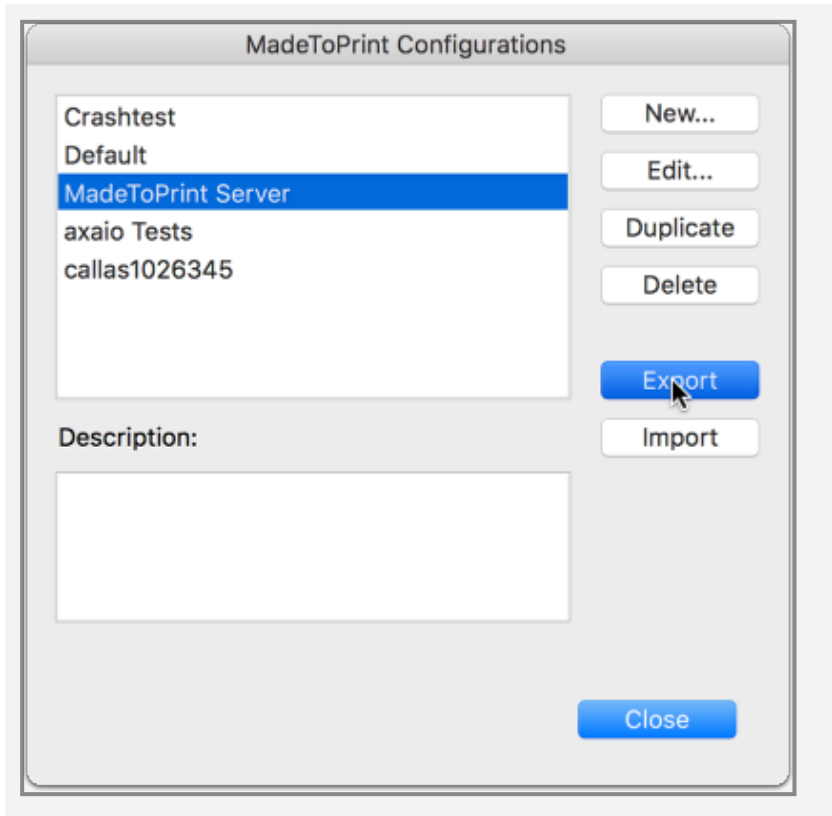 MadeToPrint Configurations
Crashtest
Default
MadeToPrint Server
axaio Tests
callas1026345
New...
Edit...
Duplicate
Delete
Export
Import
Description:
Close